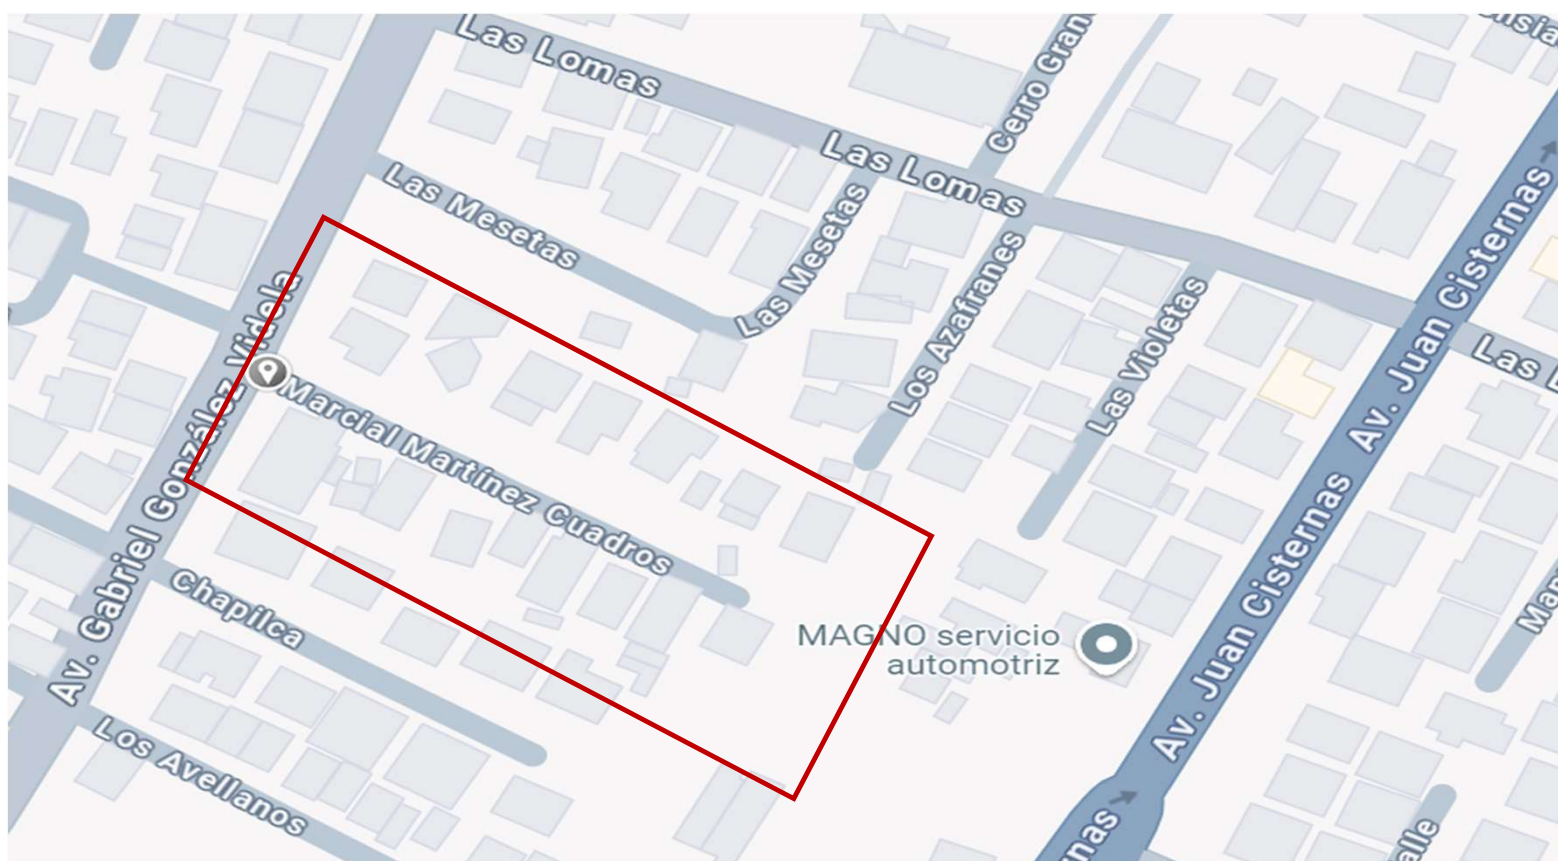 Las Lomas
Cerro Gran
Las Lomas
Las Mesetas
Las Mesetas
Los Azafranes
Las Violetas
Av. Juan Cisternas
Las
Av. Gabriel González Videla
Marcial Martínez Cuadros
Chapilca
Los Avellanos
MAGNO servicio
automotriz
Av. Juan Cisternas
nas
alle